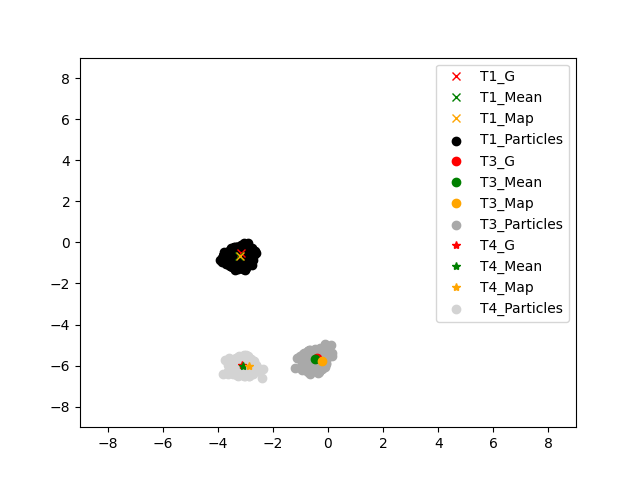 8
6
4
2
0
−2
−4
−6
−8
−8 −6 −4 −2 0 2 4 6 8
T1_G
T1_Mean
T1_Map
T1_Particles
T3_G
T3_Mean
T3_Map
T3_Particles
T4_G
T4_Mean
T4_Map
T4_Particles